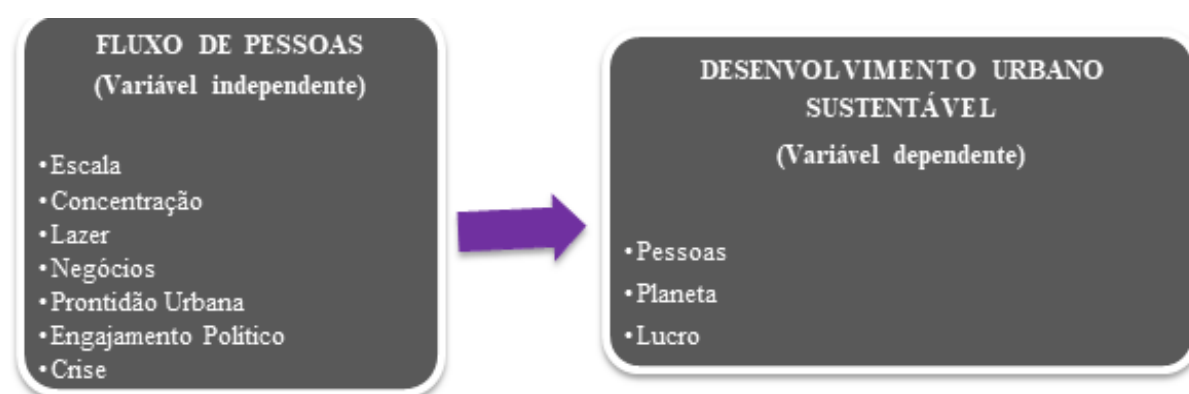 FLUXO DE PESSOAS
(Variável independente)
•Escala
•Concentração
•Lazer
•Negócios
•Prontidão Urbana
•Engajamento Político
•Crise
DESENVOLVIMENTO URBANO
SUSTENTÁVEL
(Variável dependente)
•Pessoas
•Planeta
•Lucro